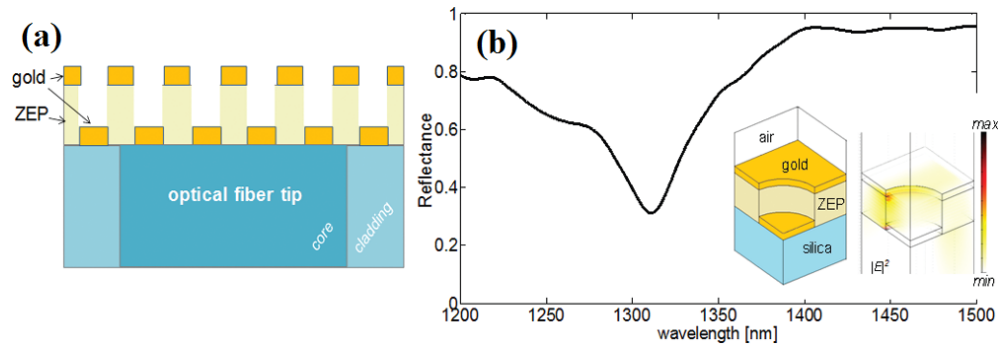 (a)
gold
ZEP
optical fiber tip
core
cladding
(b)
1
0.8
0.6
0.4
0.2
0
Reflectance
1200
1250
1300
1350
1400
1450
1500
wavelength [nm]
air
gold
ZEP
silica
|E|²
max
min